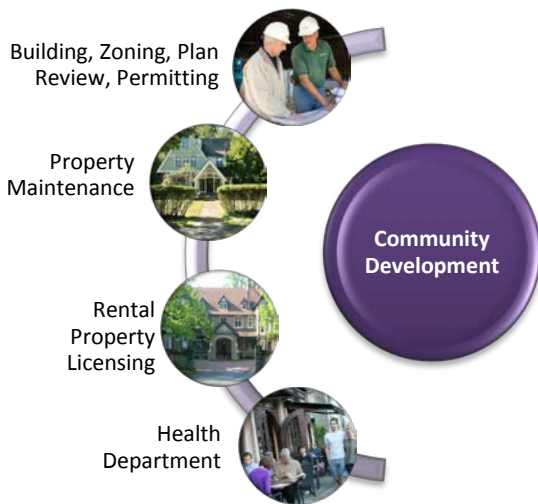 Building, Zoning, Plan
Review, Permitting
Property
Maintenance
Community
Development
Rental
Property
Licensing
Health
Department